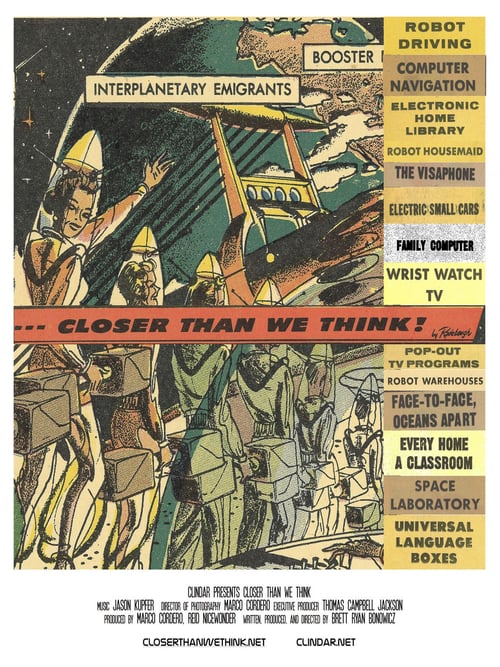 BOOSTER
INTERPLANETARY EMIGRANTS
... CLOSER THAN WE THINK!
by Radebaugh
ROBOT
DRIVING
COMPUTER
NAVIGATION
ELECTRONIC
HOME
LIBRARY
ROBOT HOUSEMAID
THE VISAPHONE
ELECTRIC SMALL CARS
FAMILY COMPUTER
WRIST WATCH
TV
POP-OUT
TV PROGRAMS
ROBOT WAREHOUSES
FACE-TO-FACE,
OCEANS APART
EVERY HOME
A CLASSROOM
SPACE
LABORATORY
UNIVERSAL
LANGUAGE
BOXES
CLINDAR PRESENTS CLOSER THAN WE THINK
MUSIC JASON KUPFER DIRECTOR OF PHOTOGRAPHY MARCO CORDERO EXECUTIVE PRODUCER THOMAS CAMPBELL JACKSON
PRODUCED BY MARCO CORDERO, REID NICEWONDER WRITTEN, PRODUCED, AND DIRECTED BY BRETT RYAN BONOWICZ
CLOSERTHANWETHINK.NET CLINDAR.NET